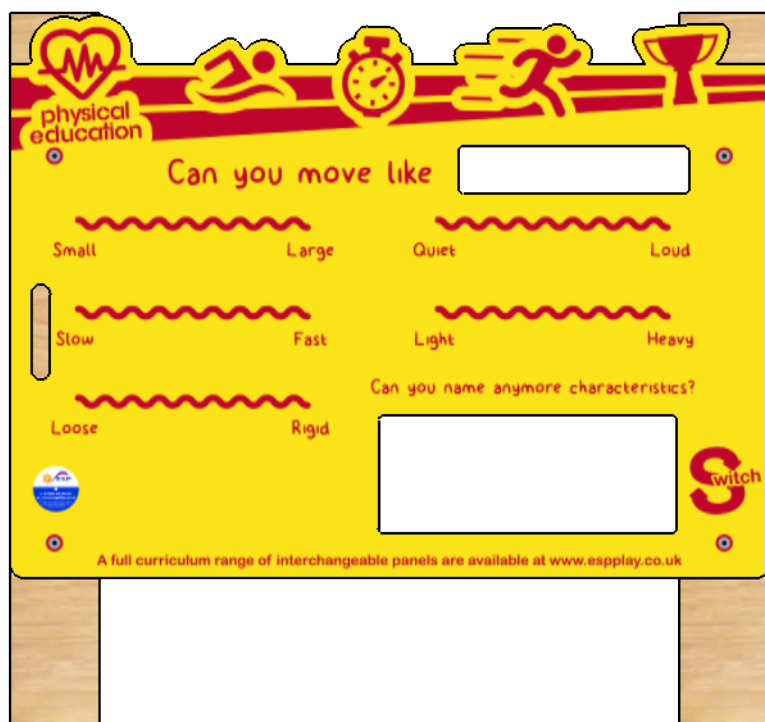 physical
education
Can you move like
Small Large
Quiet Loud
Slow Fast
Light Heavy
Loose Rigid
Can you name anymore characteristics?
esp
Switch
A full curriculum range of interchangeable panels are available at www.espplay.co.uk